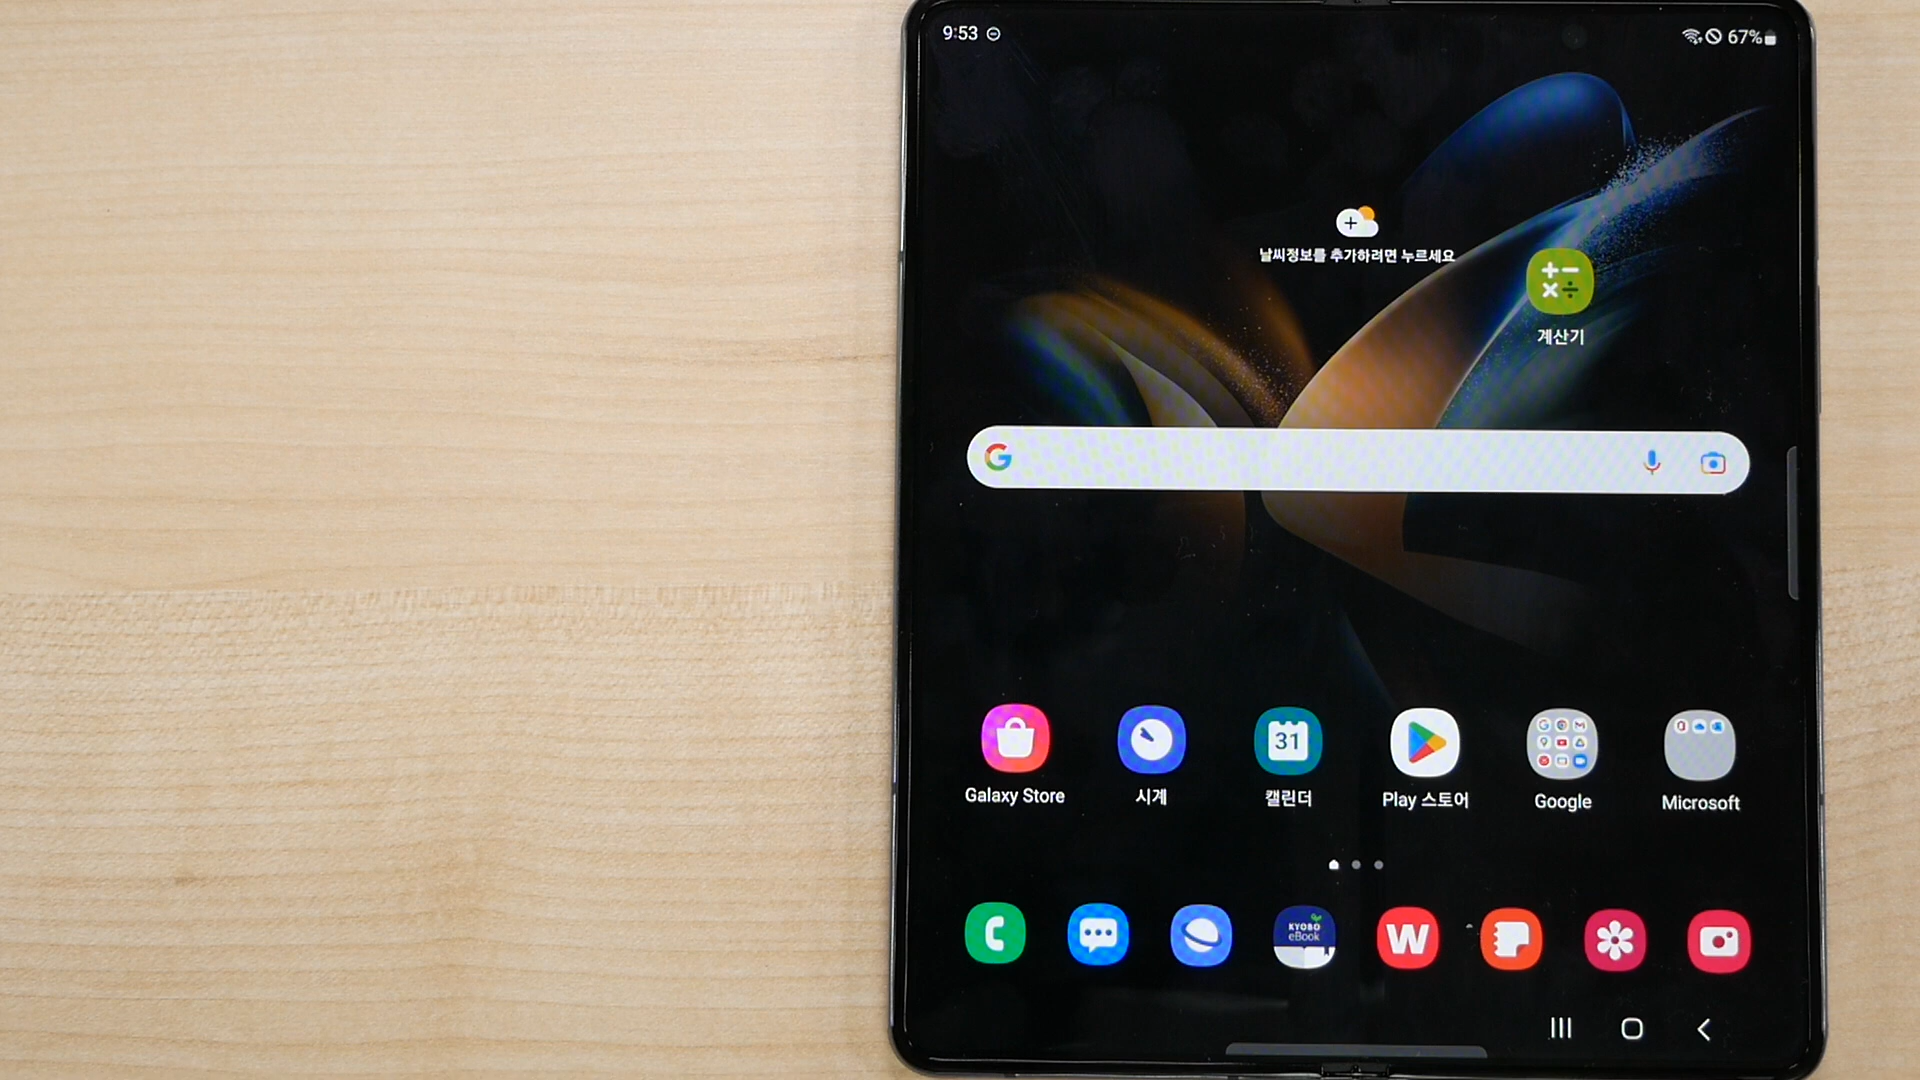 9:53
67%
날씨정보를 추가하려면 누르세요
계산기
31
Galaxy Store
시계
캘린더
Play 스토어
Google
Microsoft
KYOBO
eBook
W